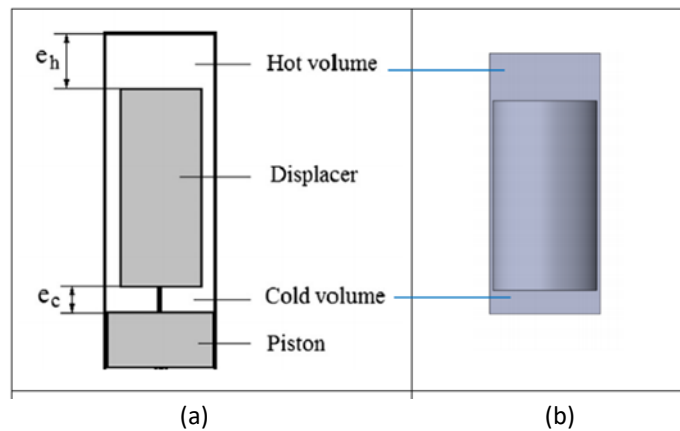 e_h
Hot volume
Displacer
e_c
Cold volume
Piston
(a)
(b)